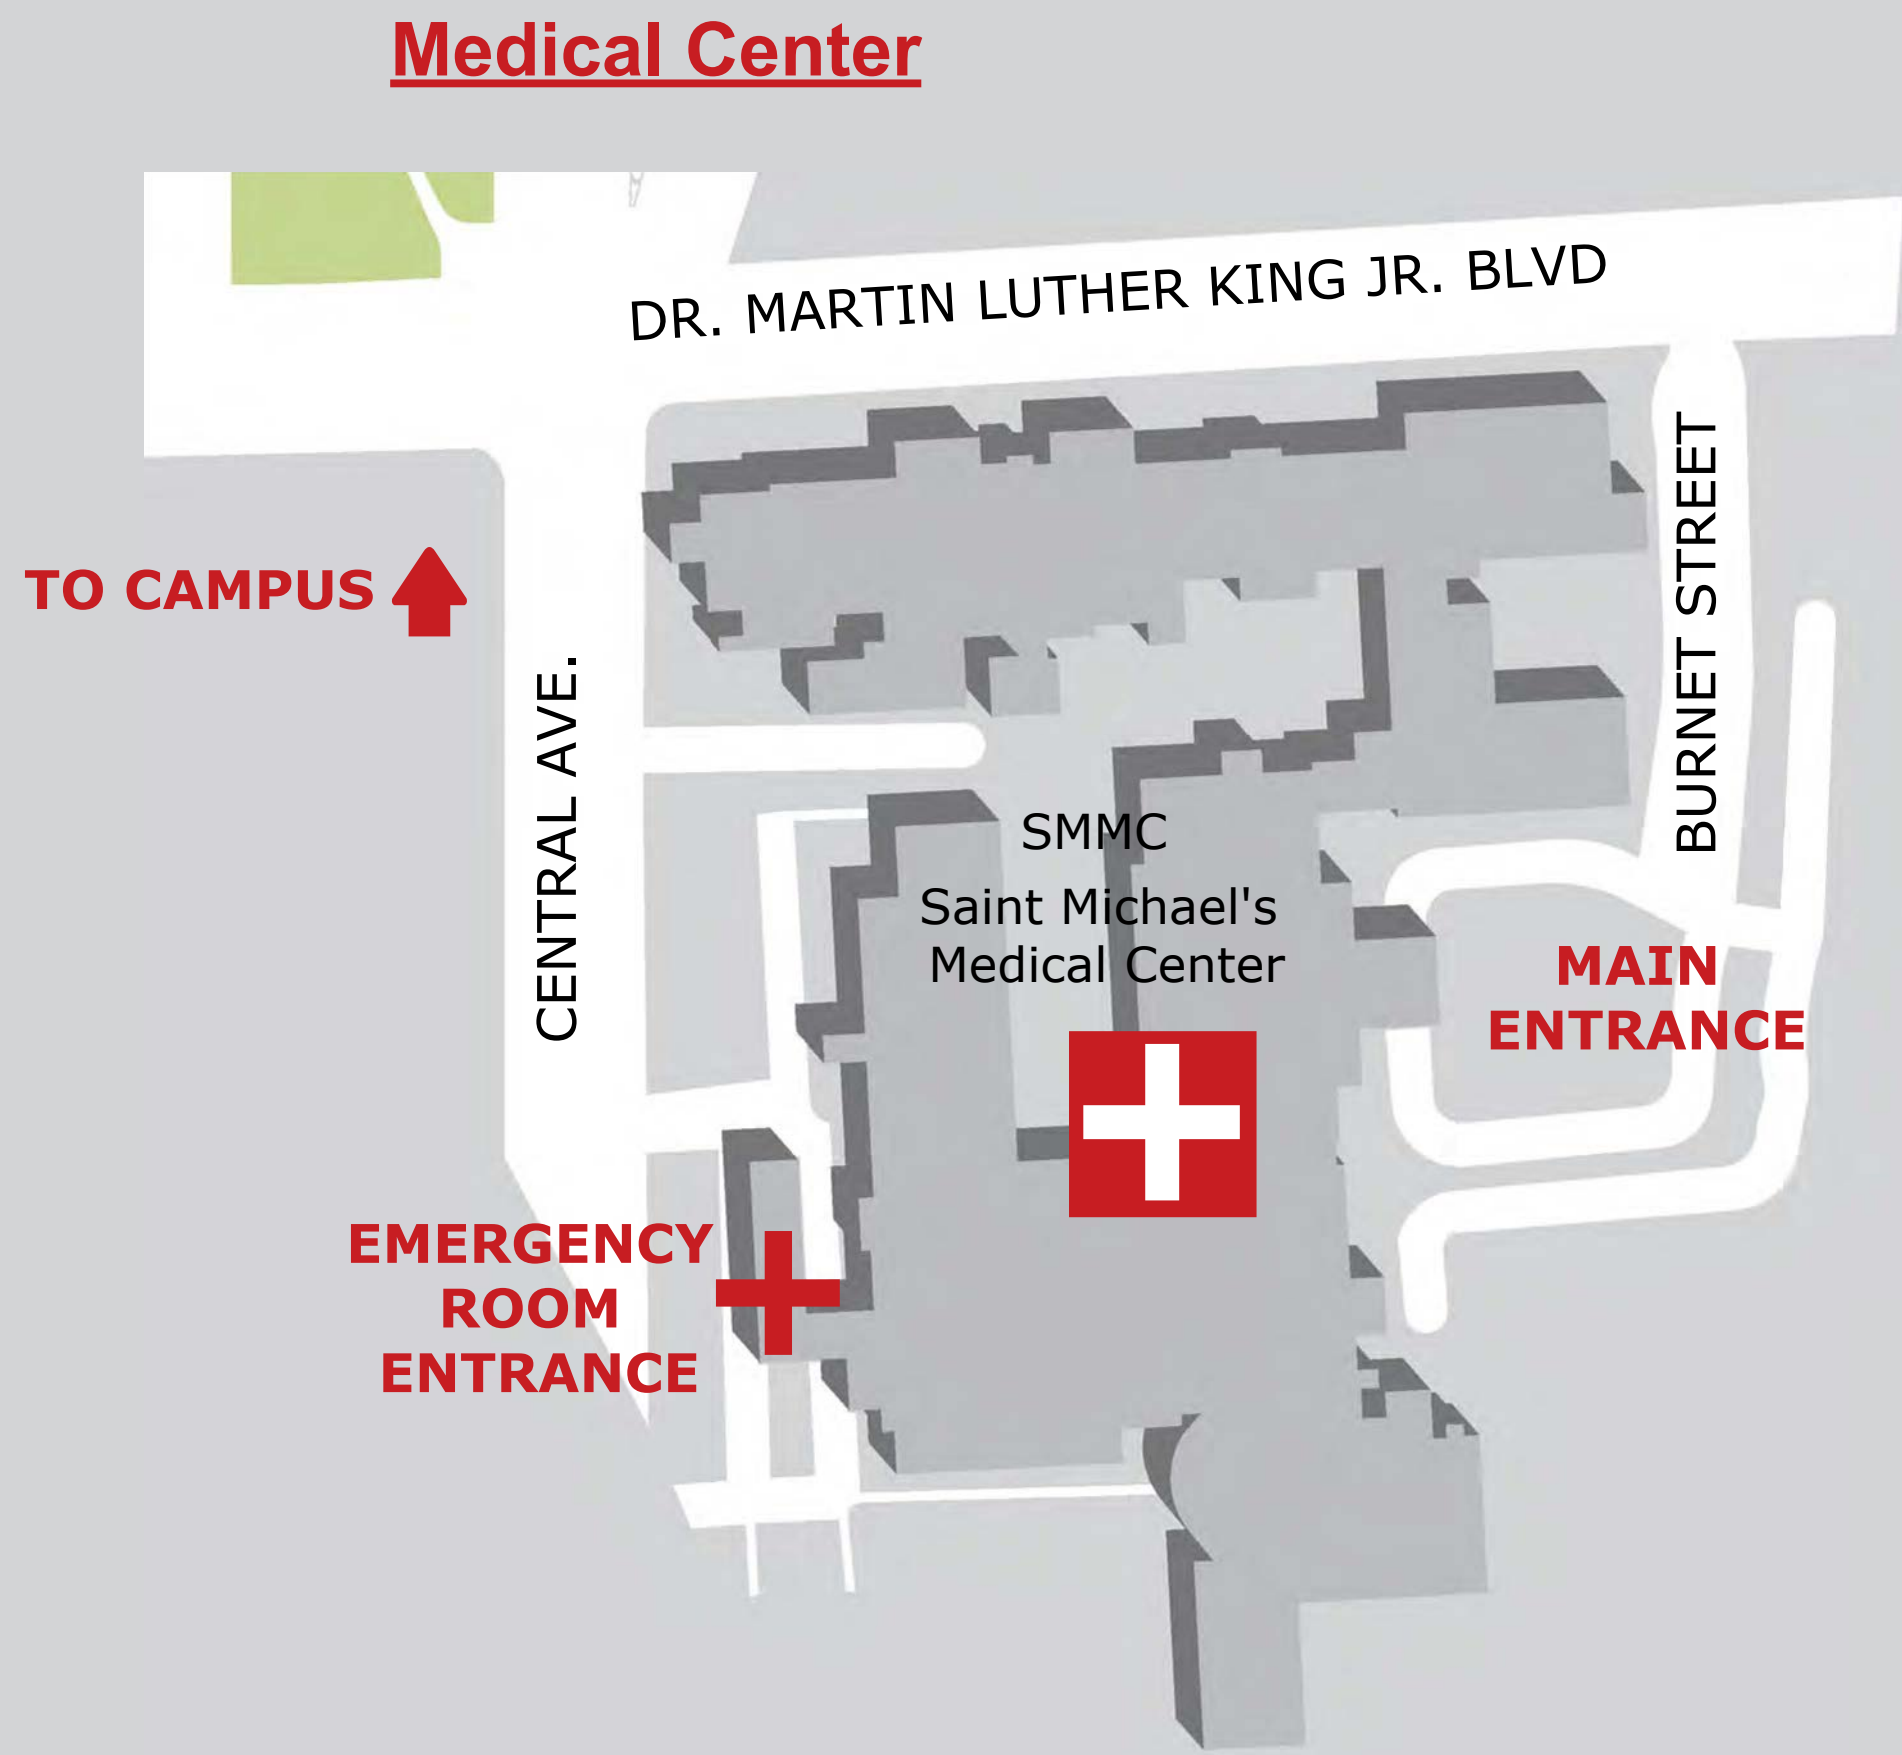 Medical Center
DR. MARTIN LUTHER KING JR. BLVD
TO CAMPUS
CENTRAL AVE.
BURNET STREET
SMMC
Saint Michael's
Medical Center
MAIN
ENTRANCE
EMERGENCY
ROOM
ENTRANCE